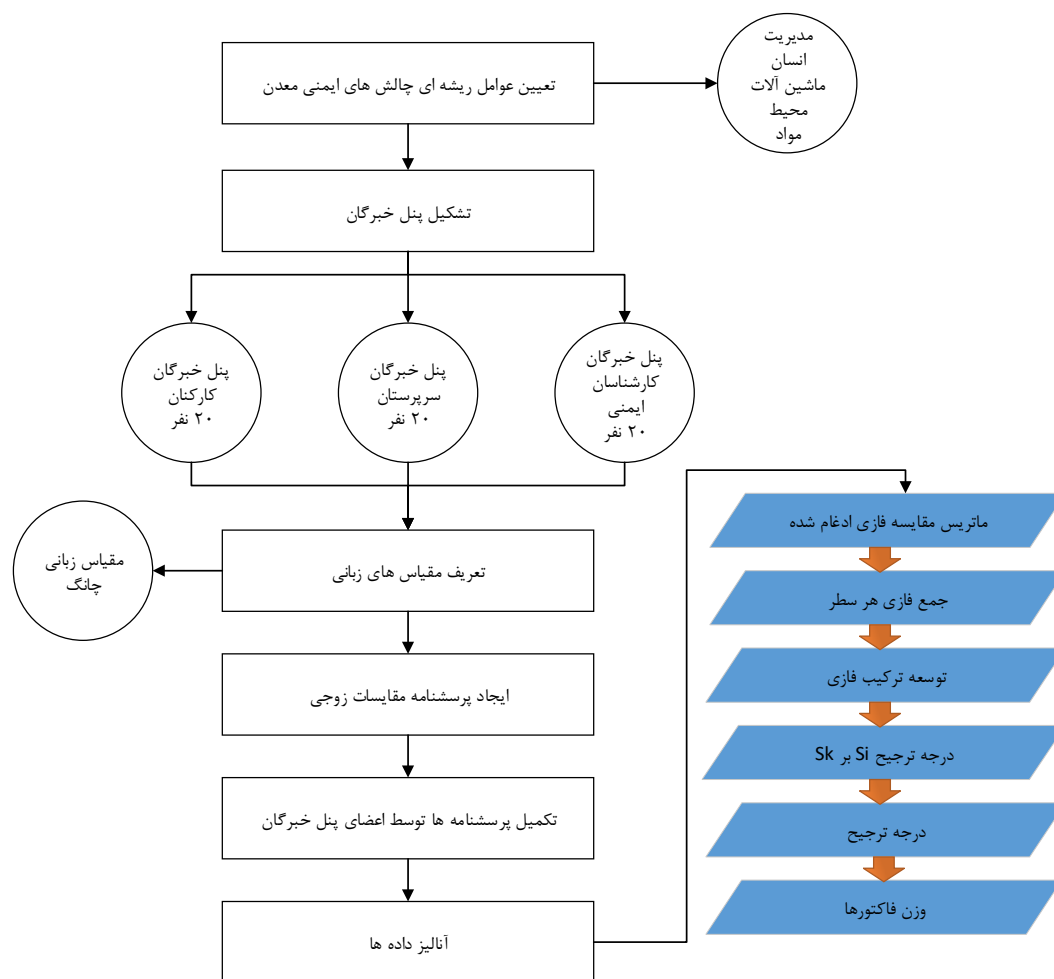 تعیین عوامل ریشه ای چالش های ایمنی معدن
مدیریت
انسان
ماشین آلات
محیط
مواد
تشکیل پنل خبرگان
پنل خبرگان
کارشناسان
ایمنی
۲۰ نفر
پنل خبرگان
سرپرستان
۲۰ نفر
پنل خبرگان
کارکنان
۲۰ نفر
تعریف مقیاس های زبانی
مقیاس زبانی
چانگ
ایجاد پرسشنامه مقایسات زوجی
تکمیل پرسشنامه ها توسط اعضای پنل خبرگان
آنالیز داده ها
ماتریس مقایسه فازی ادغام شده
جمع فازی هر سطر
توسعه ترکیب فازی
درجه ترجیح Si بر Sk
درجه ترجیح
وزن فاکتورها